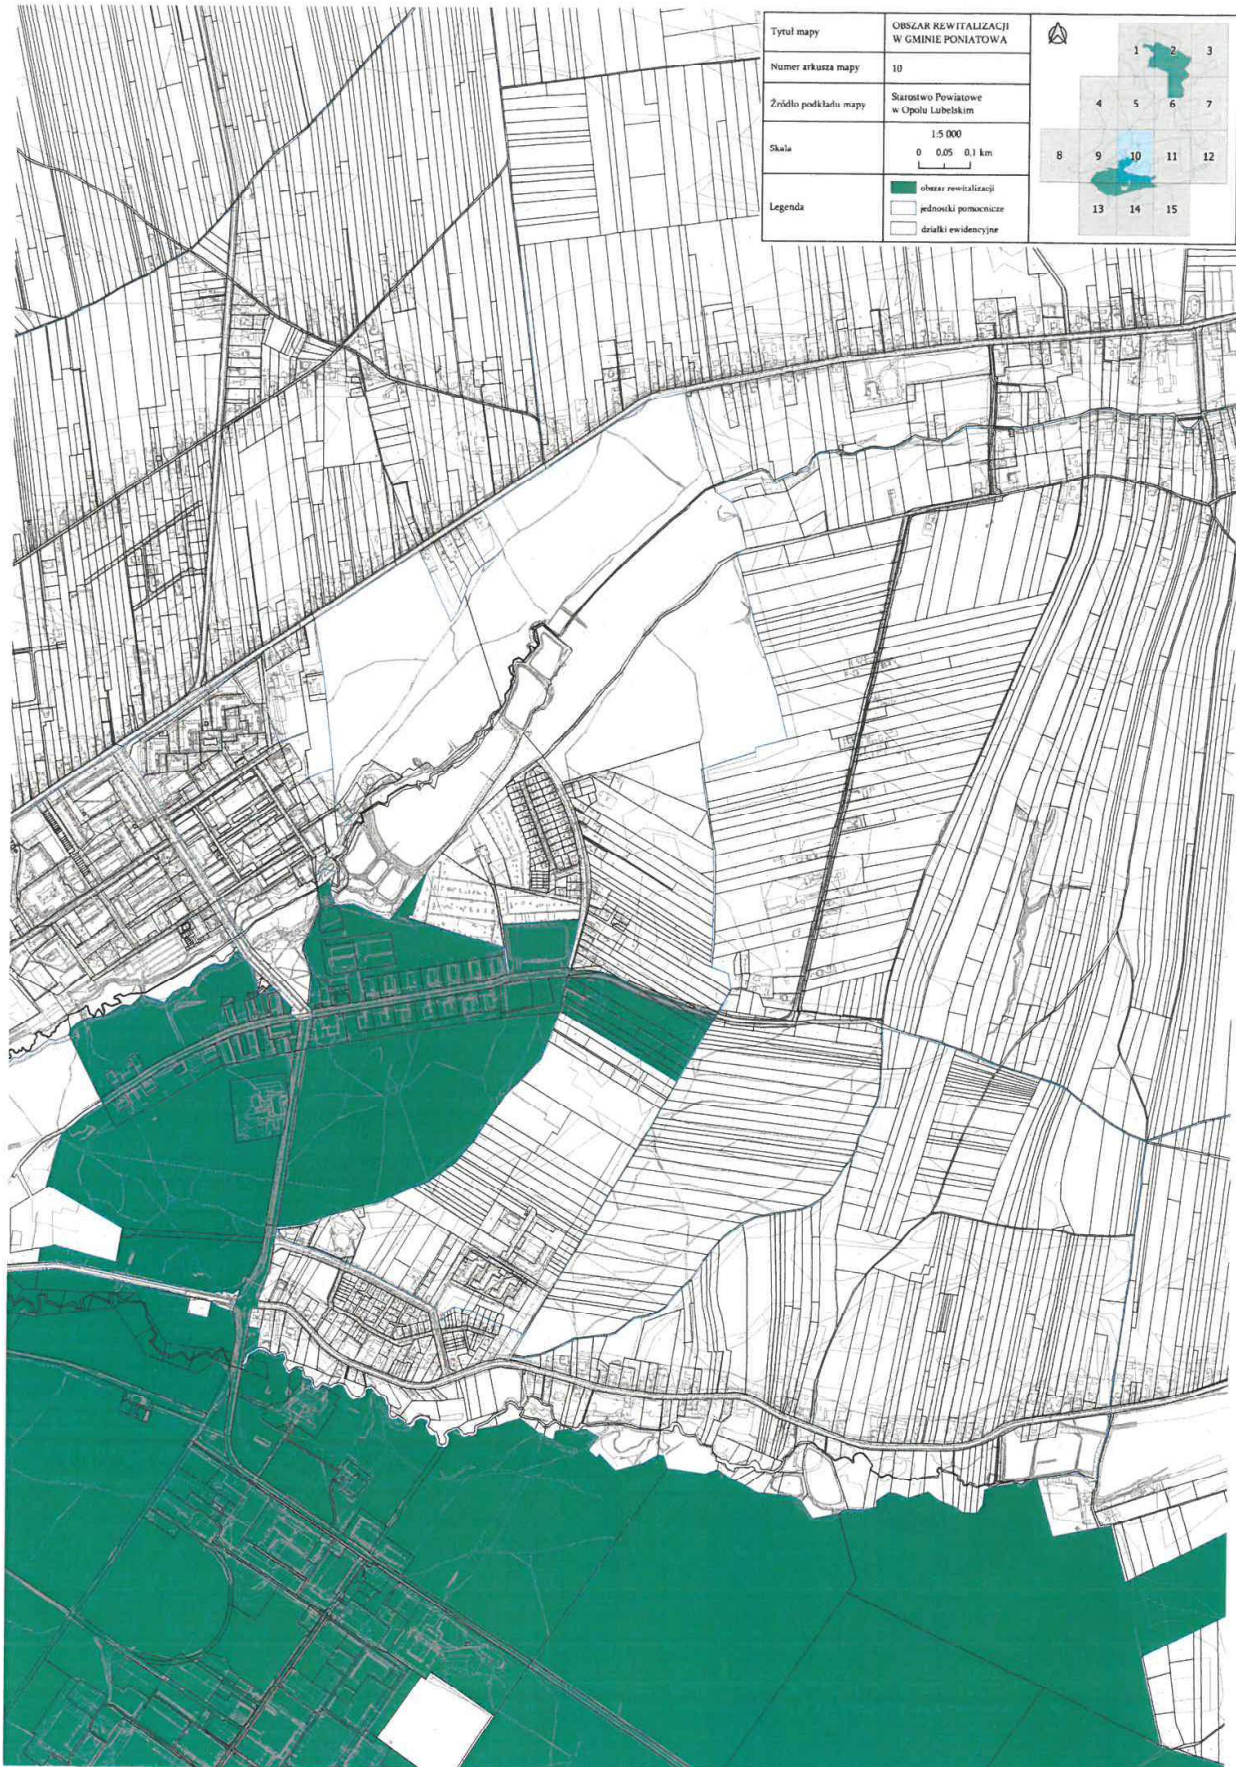 Tytuł mapy
OBSZAR REWITALIZACJI
W GMINIE PONIATOWA
Numer arkusza mapy
10
Źródło podkładu mapy
Starostwo Powiatowe
w Opolu Lubelskim
Skala
1:5 000
0 0,05 0,1 km
Legenda
obszar rewitalizacji
jednostki pomocnicze
działki ewidencyjne
1 2 3
4 5 6 7
8 9 10 11 12
13 14 15